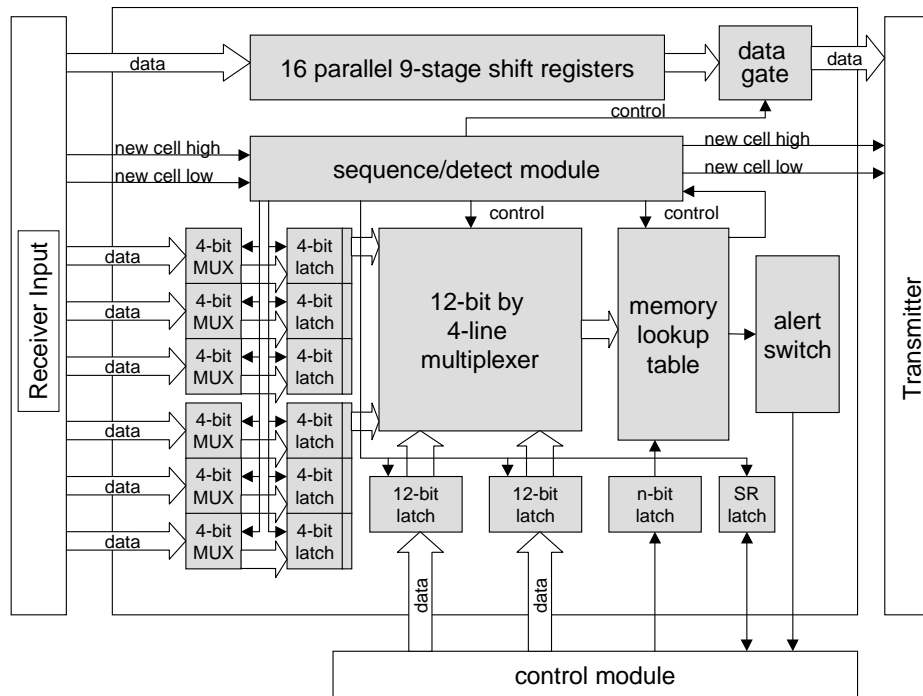 data
16 parallel 9-stage shift registers
data
gate
data
control
new cell high
new cell low
sequence/detect module
new cell high
new cell low
control
control
Receiver Input
Transmitter
data
4-bit
MUX
4-bit
latch
data
4-bit
MUX
4-bit
latch
data
4-bit
MUX
4-bit
latch
data
4-bit
MUX
4-bit
latch
data
4-bit
MUX
4-bit
latch
data
4-bit
MUX
4-bit
latch
12-bit by
4-line
multiplexer
memory
lookup
table
alert
switch
12-bit
latch
12-bit
latch
n-bit
latch
SR
latch
data
data
control module